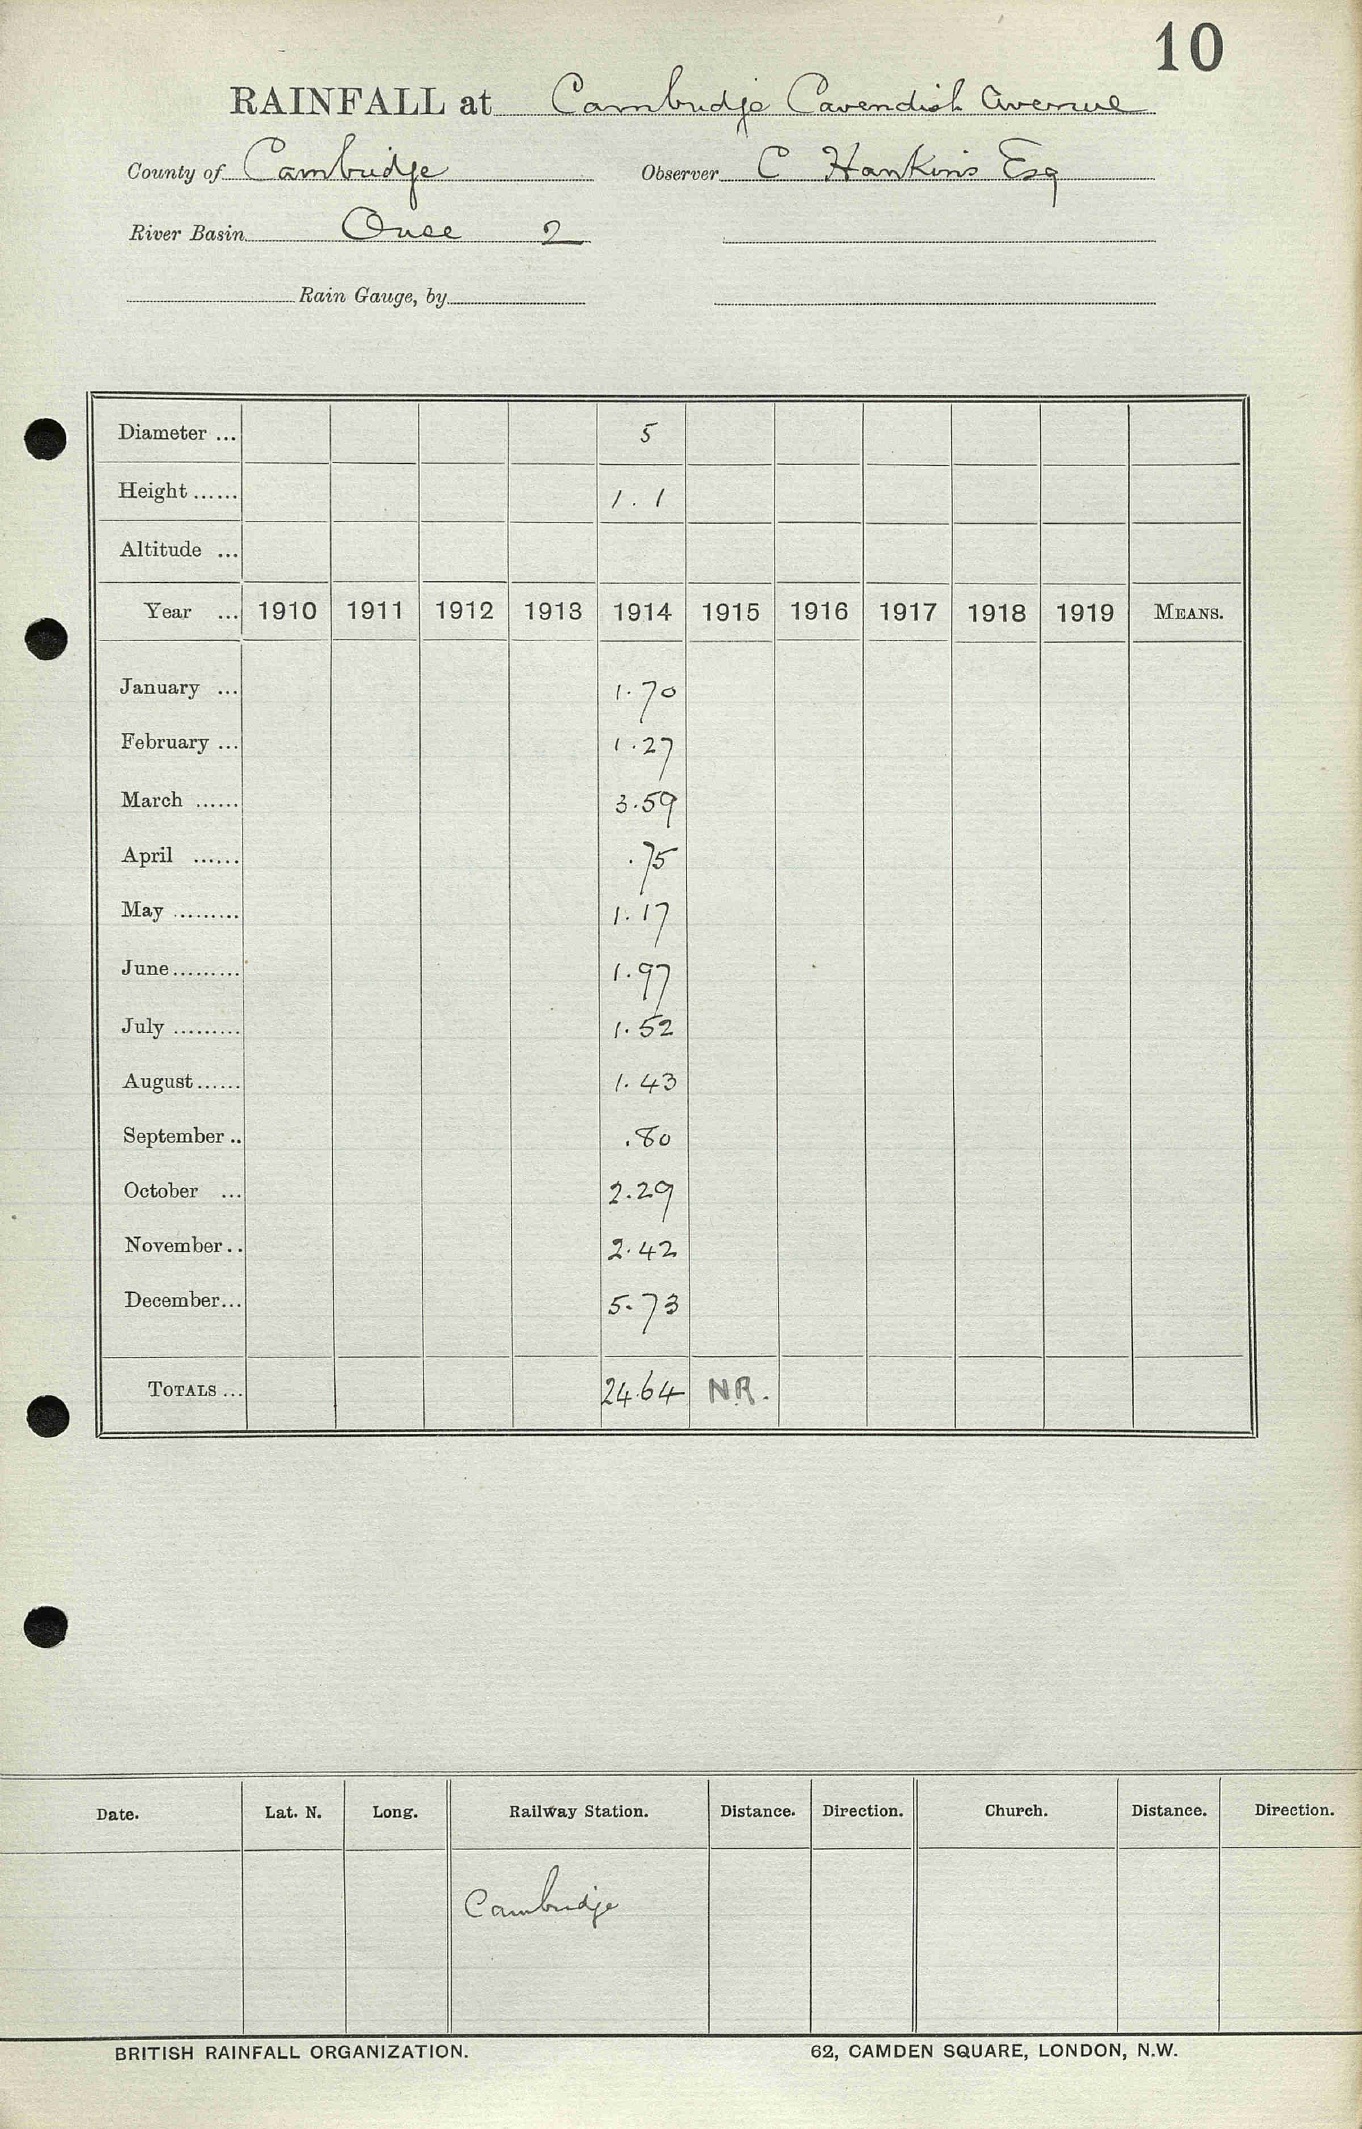 10
RAINFALL at Cambridge Cavendish Avenue
County of Cambridge Observer C Hankins Esq
River Basin Ouse 2
Rain Gauge, by
Diameter ... 5
Height ...... 1.1
Altitude ...
Year ... 1910 1911 1912 1913 1914 1915 1916 1917 1918 1919 MEANS.
January ... 1.70
February ... 1.27
March ...... 3.59
April ...... .75
May ......... 1.17
June......... 1.97
July ......... 1.52
August...... 1.43
September .. .80
October ... 2.29
November.. 2.42
December... 5.73
TOTALS ... 24.64 NR.
Date. Lat. N. Long. Railway Station. Distance. Direction. Church. Distance. Direction.
Cambridge
BRITISH RAINFALL ORGANIZATION. 62, CAMDEN SQUARE, LONDON, N.W.